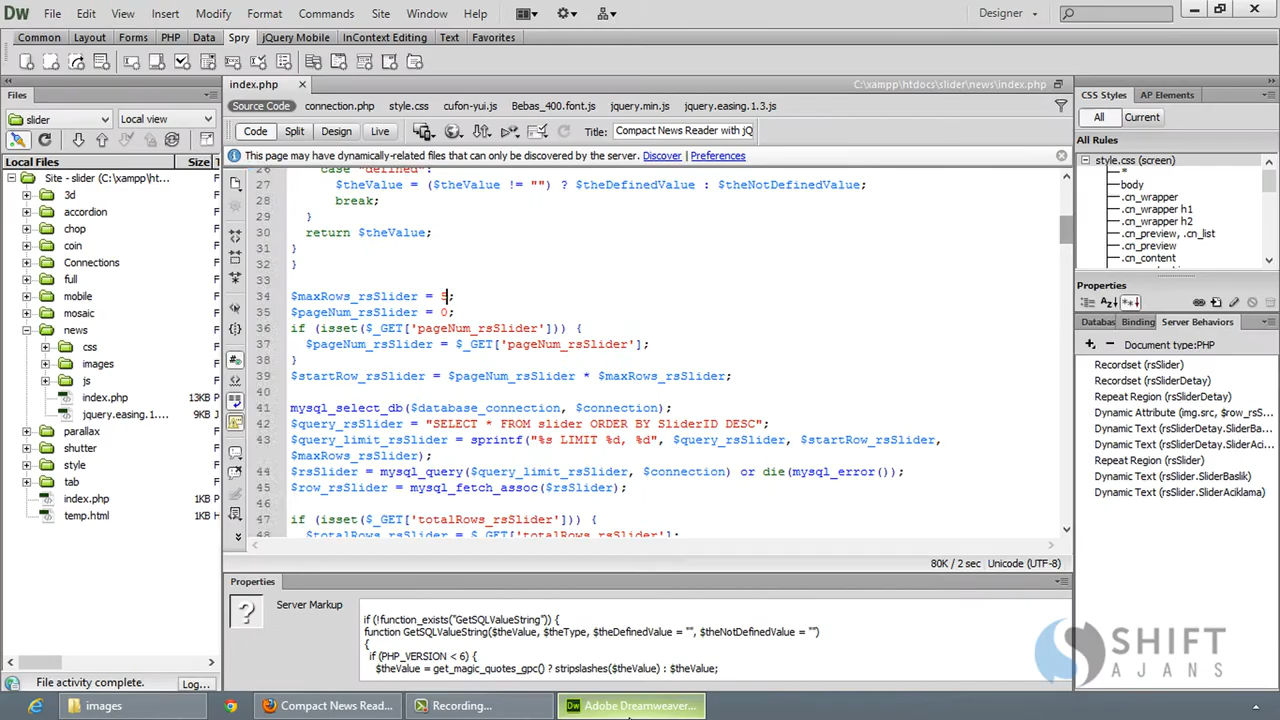 Dw File Edit View Insert Modify Format Commands Site Window Help Designer
Common Layout Forms PHP Data Spry jQuery Mobile InContext Editing Text Favorites
Files
index.php
C:\xampp\htdocs\slider\news\index.php
CSS Styles AP Elements
slider Local view
Source Code connection.php style.css cufon-yui.js Bebas_400.font.js jquery.min.js jquery.easing.1.3.js
All Current
Code Split Design Live Title: Compact News Reader with jQ
All Rules
Local Files Size
This page may have dynamically-related files that can only be discovered by the server. Discover Preferences
Site - slider (C:\xampp\ht...
3d F
accordion F
chop F
coin F
Connections F
full F
mobile F
mosaic F
news F
css F
images F
js F
index.php 13KB P
jquery.easing.1.... 9KB J
parallax F
shutter F
style F
tab F
index.php 1KB P
temp.html 1KB F
26 case "defined":
27 $theValue = ($theValue != "") ? $theDefinedValue : $theNotDefinedValue;
28 break;
29 }
30 return $theValue;
31 }
32 }
33
34 $maxRows_rsSlider = 5;
35 $pageNum_rsSlider = 0;
36 if (isset($_GET['pageNum_rsSlider'])) {
37 $pageNum_rsSlider = $_GET['pageNum_rsSlider'];
38 }
39 $startRow_rsSlider = $pageNum_rsSlider * $maxRows_rsSlider;
40
41 mysql_select_db($database_connection, $connection);
42 $query_rsSlider = "SELECT * FROM slider ORDER BY SliderID DESC";
43 $query_limit_rsSlider = sprintf("%s LIMIT %d, %d", $query_rsSlider, $startRow_rsSlider,
$maxRows_rsSlider);
44 $rsSlider = mysql_query($query_limit_rsSlider, $connection) or die(mysql_error());
45 $row_rsSlider = mysql_fetch_assoc($rsSlider);
46
47 if (isset($_GET['totalRows_rsSlider'])) {
48 $totalRows_rsSlider = $_GET['totalRows_rsSlider'];
style.css (screen)
*
body
.cn_wrapper
.cn_wrapper h1
.cn_wrapper h2
.cn_preview, .cn_list
.cn_preview
.cn_content
Properties
Az↓
Databas Binding Server Behaviors
Document type:PHP
Recordset (rsSlider)
Recordset (rsSliderDetay)
Repeat Region (rsSliderDetay)
Dynamic Attribute (img.src, $row_rsS...
Dynamic Text (rsSliderDetay.SliderBa...
Dynamic Text (rsSliderDetay.SliderAci...
Repeat Region (rsSlider)
Dynamic Text (rsSlider.SliderBaslik)
Dynamic Text (rsSlider.SliderAciklama)
80K / 2 sec Unicode (UTF-8)
Properties
? Server Markup
if (!function_exists("GetSQLValueString")) {
function GetSQLValueString($theValue, $theType, $theDefinedValue = "", $theNotDefinedValue = "")
{
if (PHP_VERSION < 6) {
$theValue = get_magic_quotes_gpc() ? stripslashes($theValue) : $theValue;
SHIFT
AJANS
File activity complete. Log...
images Compact News Read... Recording... Dw Adobe Dreamweaver...